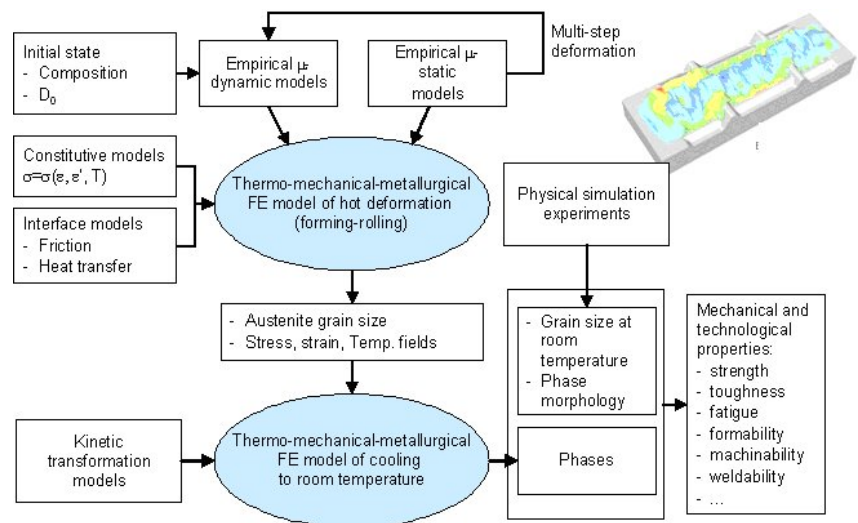 Multi-step
deformation
Initial state
- Composition
- D0
Empirical μ-
dynamic models
Empirical μ-
static
models
Constitutive models
σ=σ(ε, ε', T)
Interface models
- Friction
- Heat transfer
Thermo-mechanical-metallurgical
FE model of hot deformation
(forming-rolling)
Physical simulation
experiments
- Austenite grain size
- Stress, strain, Temp. fields
- Grain size at
room
temperature
- Phase
morphology
Mechanical and
technological
properties:
- strength
- toughness
- fatigue
- formability
- machinability
- weldability
- ...
Kinetic
transformation
models
Thermo-mechanical-metallurgical
FE model of cooling
to room temperature
Phases